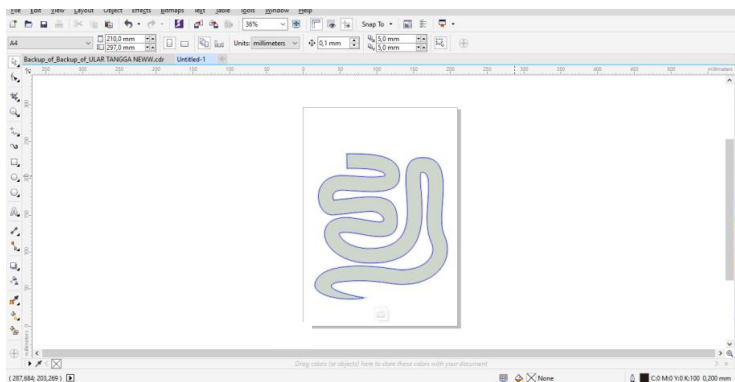 File Edit View Layout Object Effects Bitmaps Text Table Tools Window Help
36% Snap To
A4 210,0 mm 297,0 mm Units: millimeters 0,1 mm 5,0 mm 5,0 mm
Backup_of_Backup_of_ULAR TANGGA NEWW.cdr Untitled-1
millimeters
Drag colors (or objects) here to store these colors with your document
( 287,684; 203,269 ) None C:0 M:0 Y:0 K:100 0,200 mm